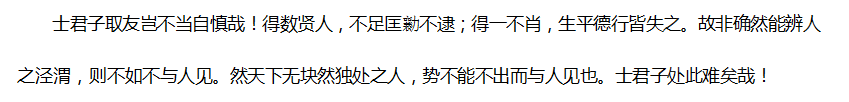 士君子取友岂不当自慎哉！得数贤人，不足匡勷不逮；得一不肖，生平德行皆失之。故非确然能辨人
之泾渭，则不如不与人见。然天下无块然独处之人，势不能不出而与人见也。士君子处此难矣哉！